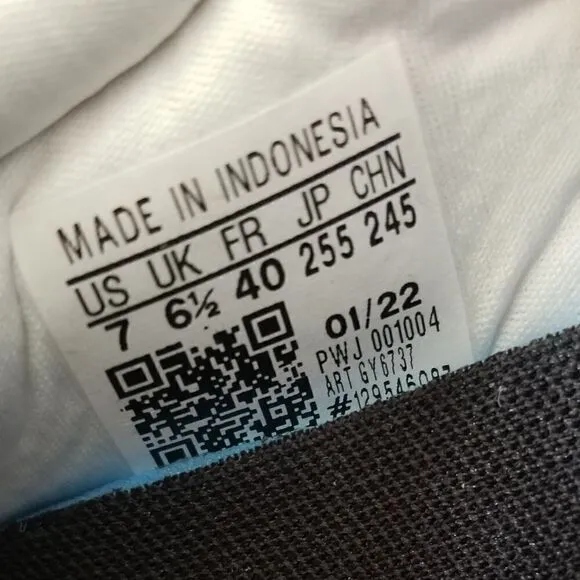 MADE IN INDONESIA
US UK FR JP CHN
7 6½ 40 255 245
01/22
PWJ 001004
ART GY6737